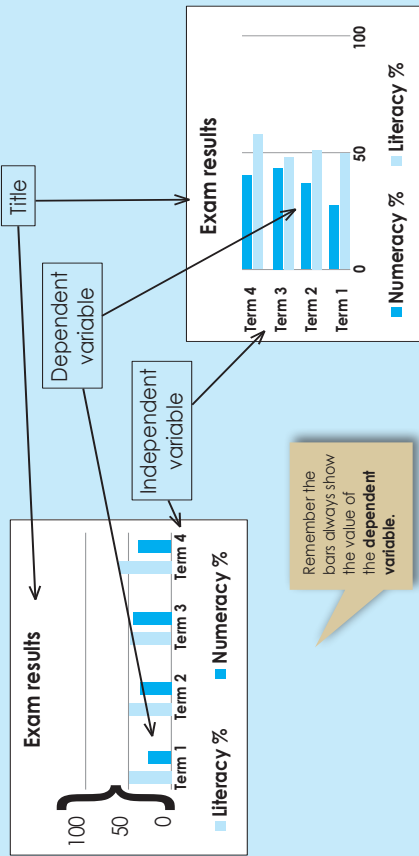 Title
Dependent
variable
Independent
variable
Exam results
100
50
0
Term 1
Term 2
Term 3
Term 4
Literacy %
Numeracy %
Remember the
bars always show
the value of
the dependent
variable.
Exam results
Term 4
Term 3
Term 2
Term 1
0
50
100
Numeracy %
Literacy %